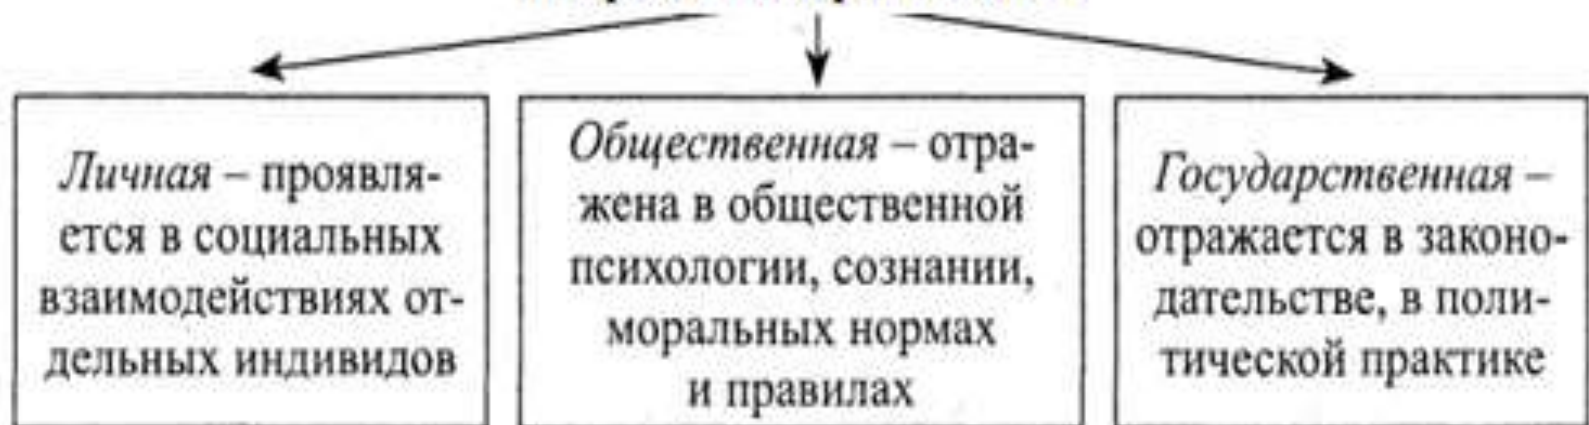 Личная – проявля-
ется в социальных
взаимодействиях от-
дельных индивидов
Общественная – отра-
жена в общественной
психологии, сознании,
моральных нормах
и правилах
Государственная –
отражается в законо-
дательстве, в поли-
тической практике